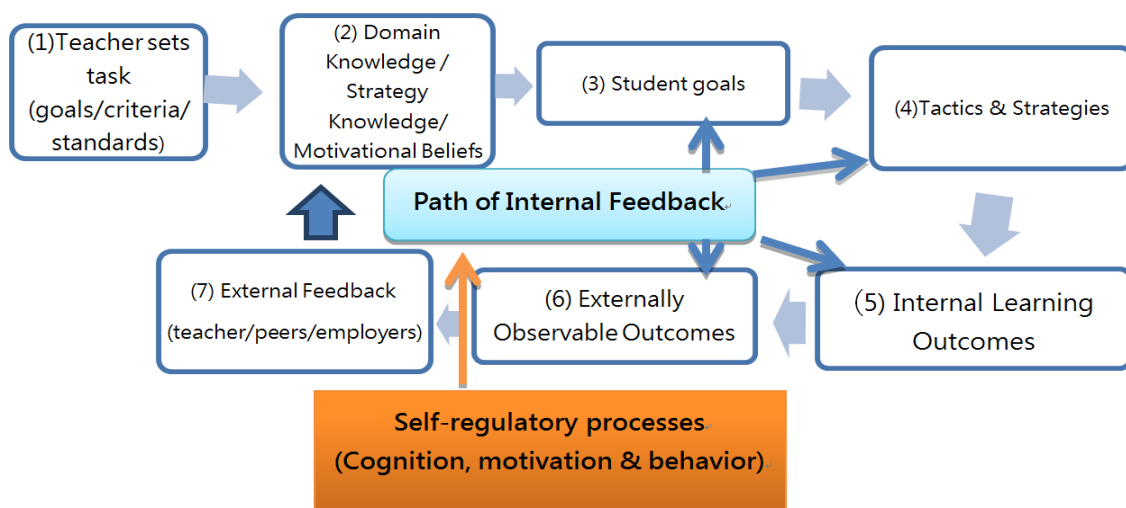 (1)Teacher sets
task
(goals/criteria/
standards)
(2) Domain
Knowledge /
Strategy
Knowledge/
Motivational Beliefs
(3) Student goals
(4)Tactics & Strategies
Path of Internal Feedback
(5) Internal Learning
Outcomes
(6) Externally
Observable Outcomes
(7) External Feedback
(teacher/peers/employers)
Self-regulatory processes
(Cognition, motivation & behavior)